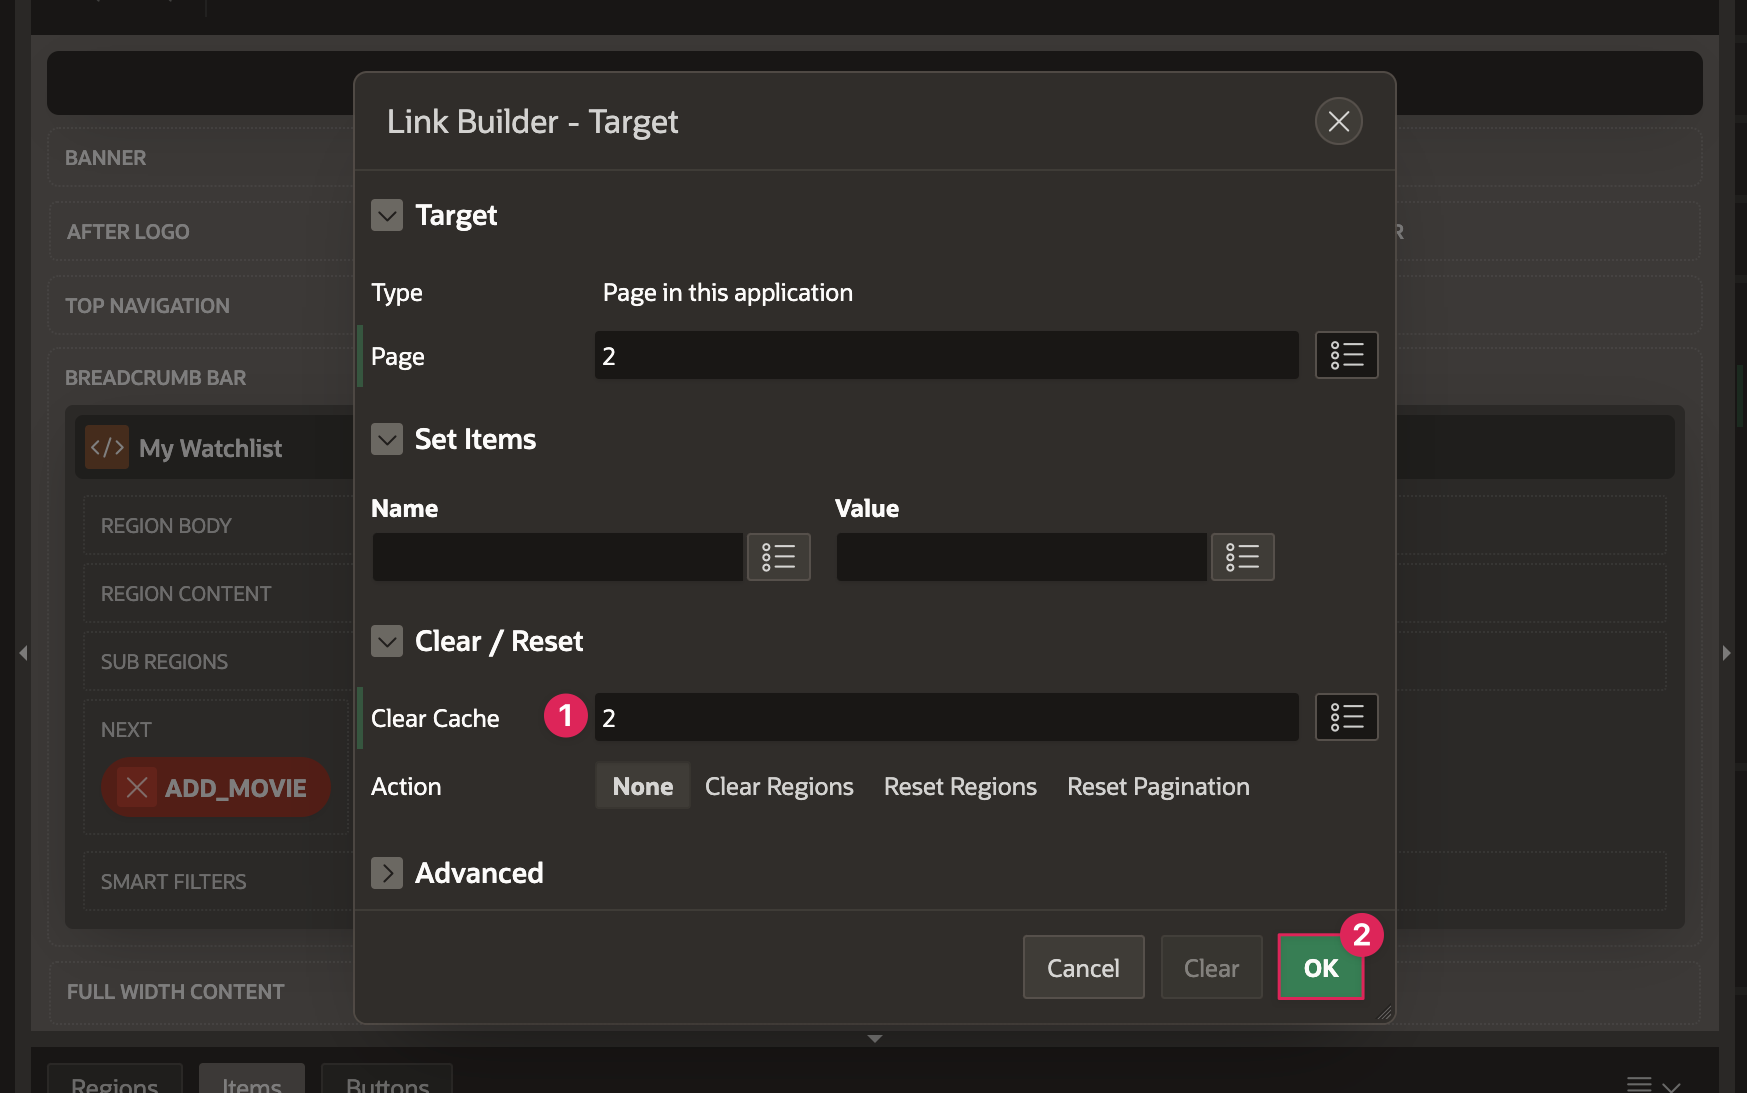 Link Builder - Target
BANNER
Target
AFTER LOGO
R
Type
Page in this application
TOP NAVIGATION
Page
2
BREADCRUMB BAR
Set Items
</> My Watchlist
Name
Value
REGION BODY
REGION CONTENT
Clear / Reset
SUB REGIONS
Clear Cache
1
2
NEXT
Action
None
Clear Regions
Reset Regions
Reset Pagination
ADD_MOVIE
Advanced
SMART FILTERS
2
Cancel
Clear
OK
FULL WIDTH CONTENT
Regions
Items
Buttons